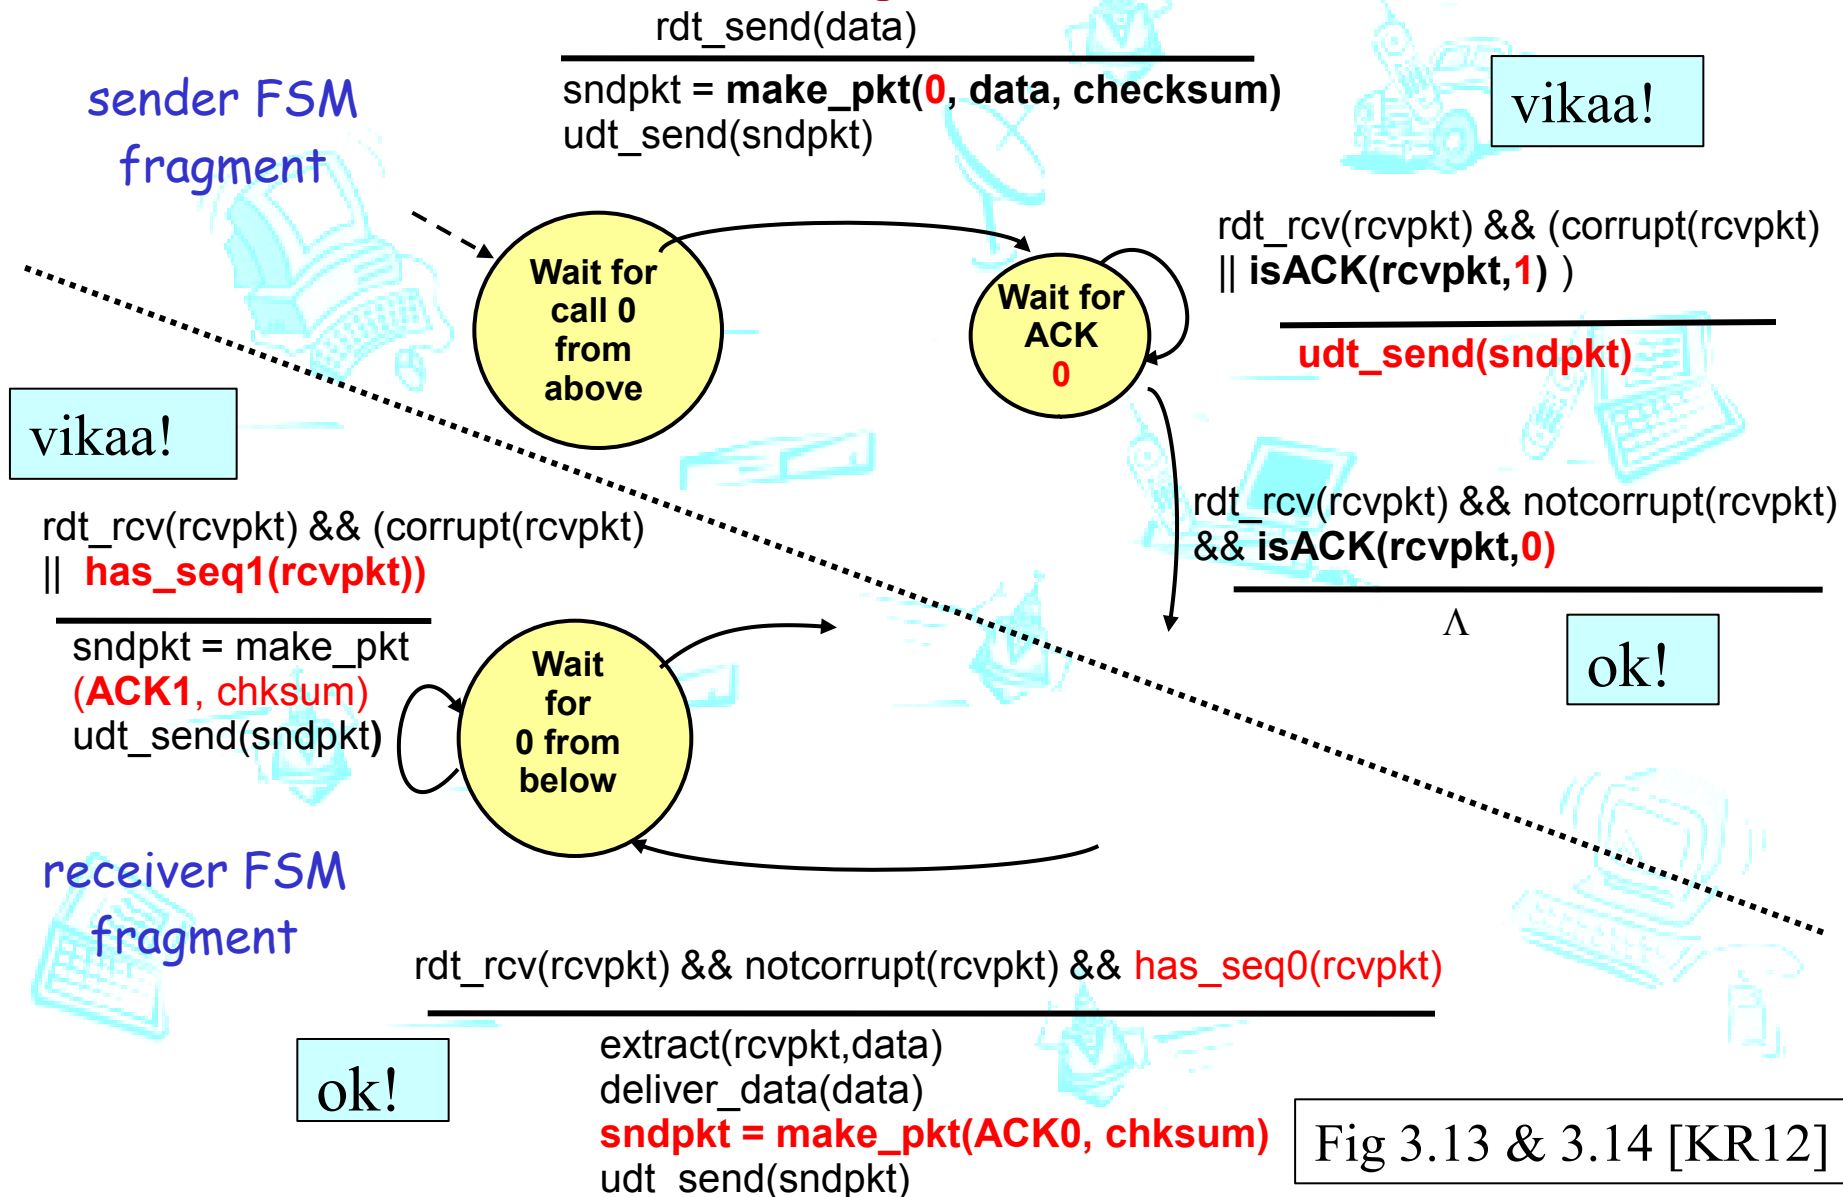 rdt_send(data)
sndpkt = make_pkt(0, data, checksum)
udt_send(sndpkt)
sender FSM
fragment
vikaa!
Wait for
call 0
from
above
Wait for
ACK
0
rdt_rcv(rcvpkt) && (corrupt(rcvpkt)
|| isACK(rcvpkt,1) )
udt_send(sndpkt)
rdt_rcv(rcvpkt) && notcorrupt(rcvpkt)
&& isACK(rcvpkt,0)
Λ
ok!
vikaa!
rdt_rcv(rcvpkt) && (corrupt(rcvpkt)
|| has_seq1(rcvpkt))
sndpkt = make_pkt
(ACK1, chksum)
udt_send(sndpkt)
Wait
for
0 from
below
receiver FSM
fragment
rdt_rcv(rcvpkt) && notcorrupt(rcvpkt) && has_seq0(rcvpkt)
ok!
extract(rcvpkt,data)
deliver_data(data)
sndpkt = make_pkt(ACK0, chksum)
udt_send(sndpkt)
Fig 3.13 & 3.14 [KR12]